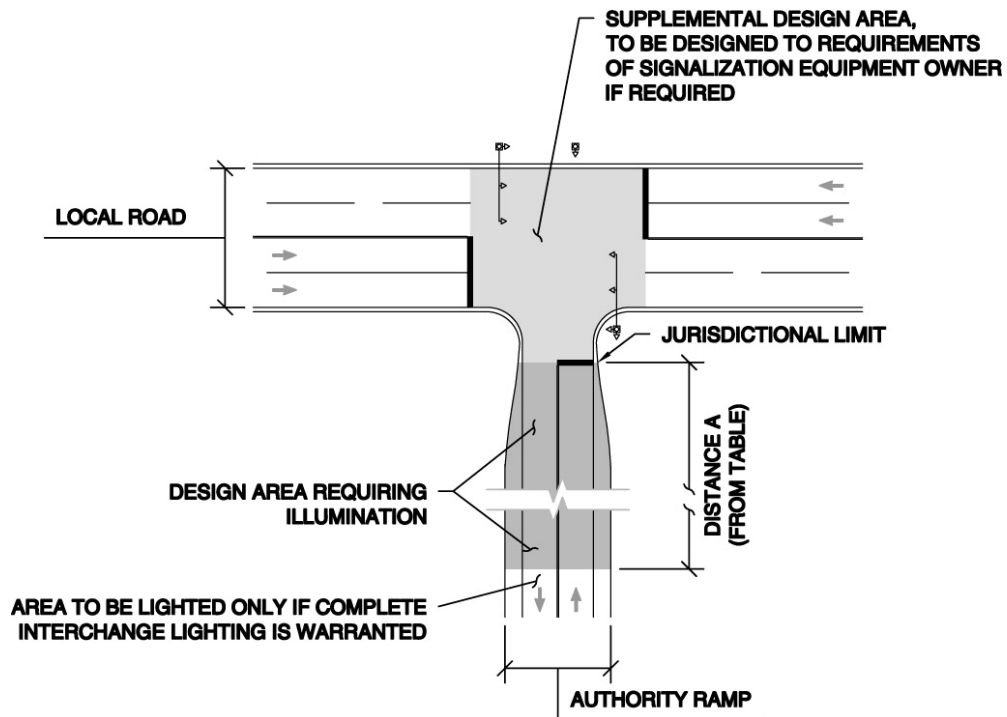 SUPPLEMENTAL DESIGN AREA,
TO BE DESIGNED TO REQUIREMENTS
OF SIGNALIZATION EQUIPMENT OWNER
IF REQUIRED
LOCAL ROAD
JURISDICTIONAL LIMIT
DISTANCE A
(FROM TABLE)
DESIGN AREA REQUIRING
ILLUMINATION
AREA TO BE LIGHTED ONLY IF COMPLETE
INTERCHANGE LIGHTING IS WARRANTED
AUTHORITY RAMP